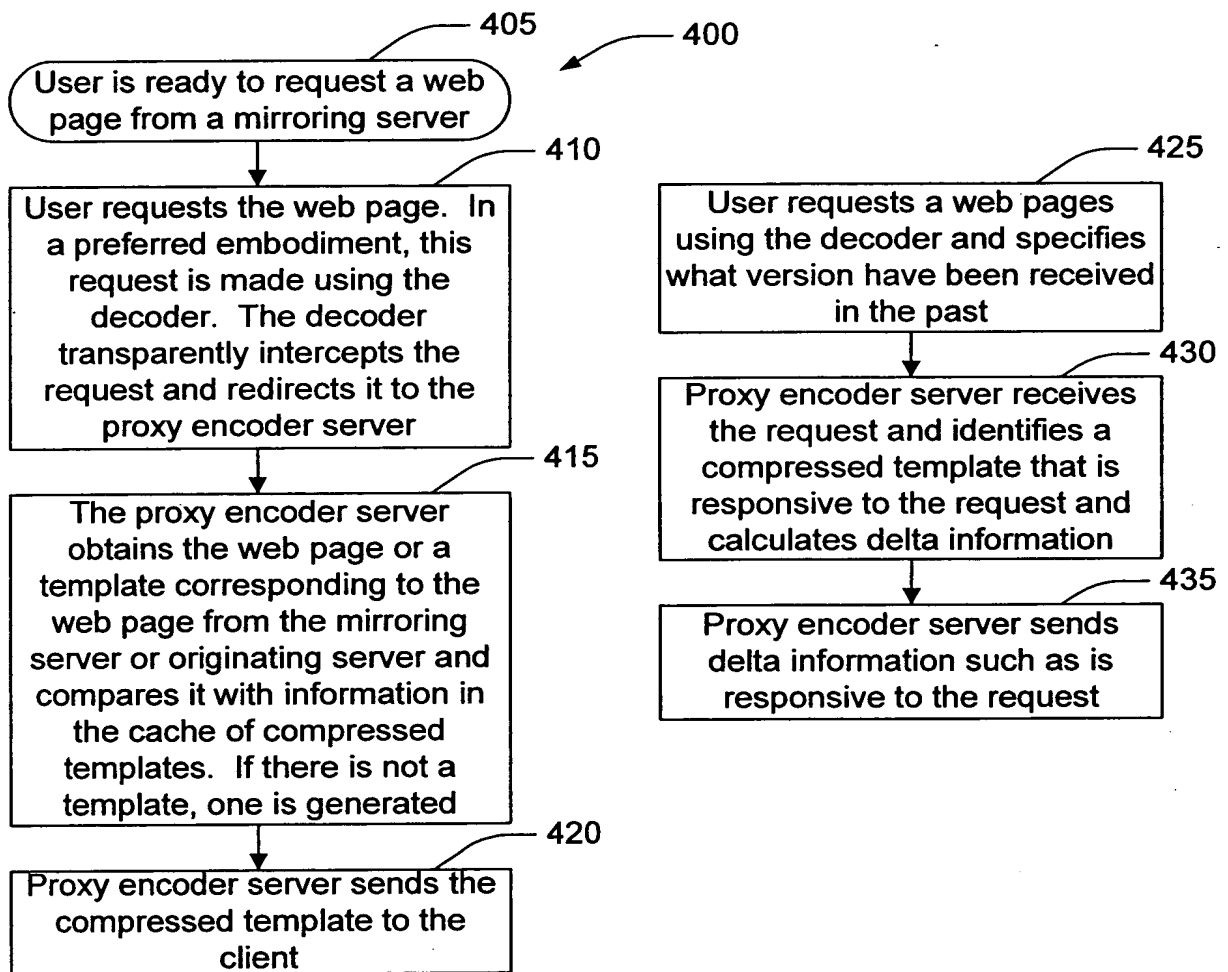 405
400
User is ready to request a web
page from a mirroring server
410
User requests the web page. In
a preferred embodiment, this
request is made using the
decoder. The decoder
transparently intercepts the
request and redirects it to the
proxy encoder server
415
The proxy encoder server
obtains the web page or a
template corresponding to the
web page from the mirroring
server or originating server and
compares it with information in
the cache of compressed
templates. If there is not a
template, one is generated
420
Proxy encoder server sends the
compressed template to the
client
425
User requests a web pages
using the decoder and specifies
what version have been received
in the past
430
Proxy encoder server receives
the request and identifies a
compressed template that is
responsive to the request and
calculates delta information
435
Proxy encoder server sends
delta information such as is
responsive to the request